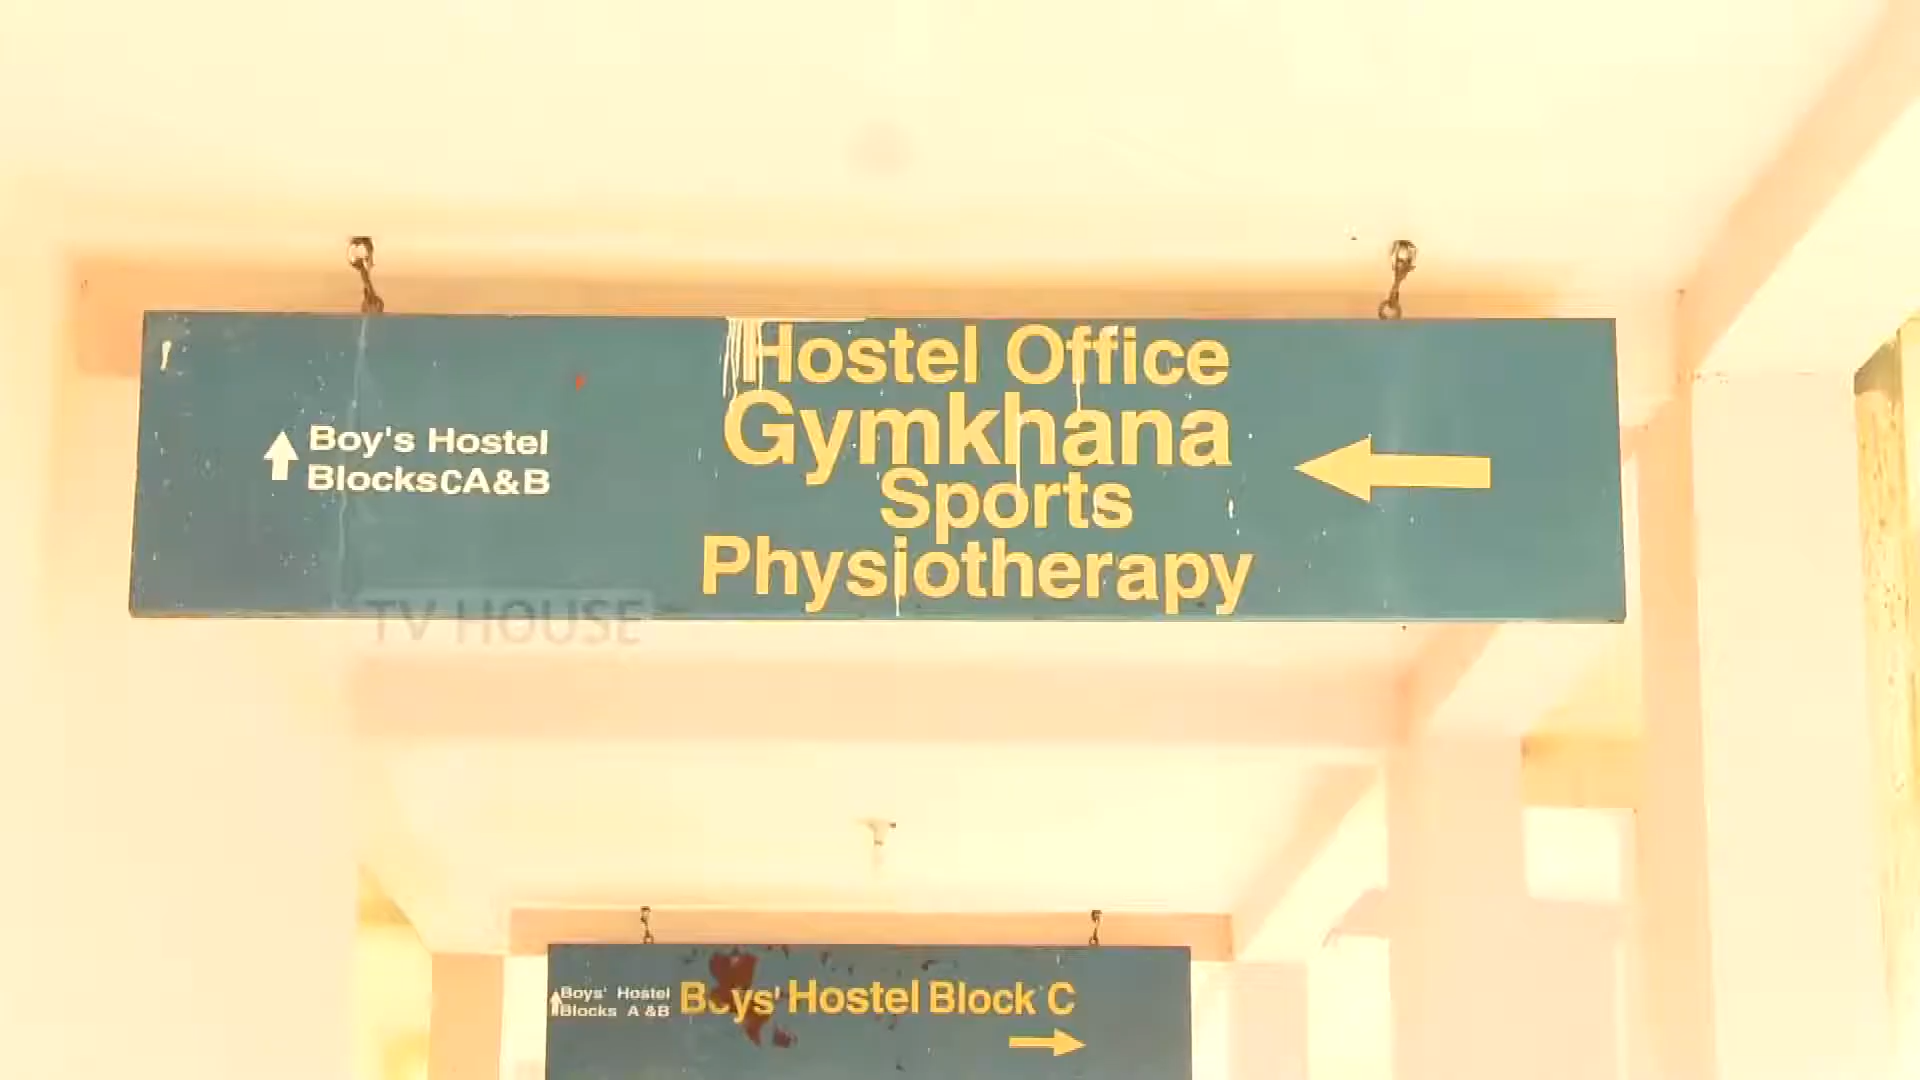 Hostel Office
Gymkhana
Sports
Physiotherapy
Boy's Hostel
BlocksCA&B
TV HOUSE
Boys' Hostel
Blocks A &B
Boys' Hostel Block C